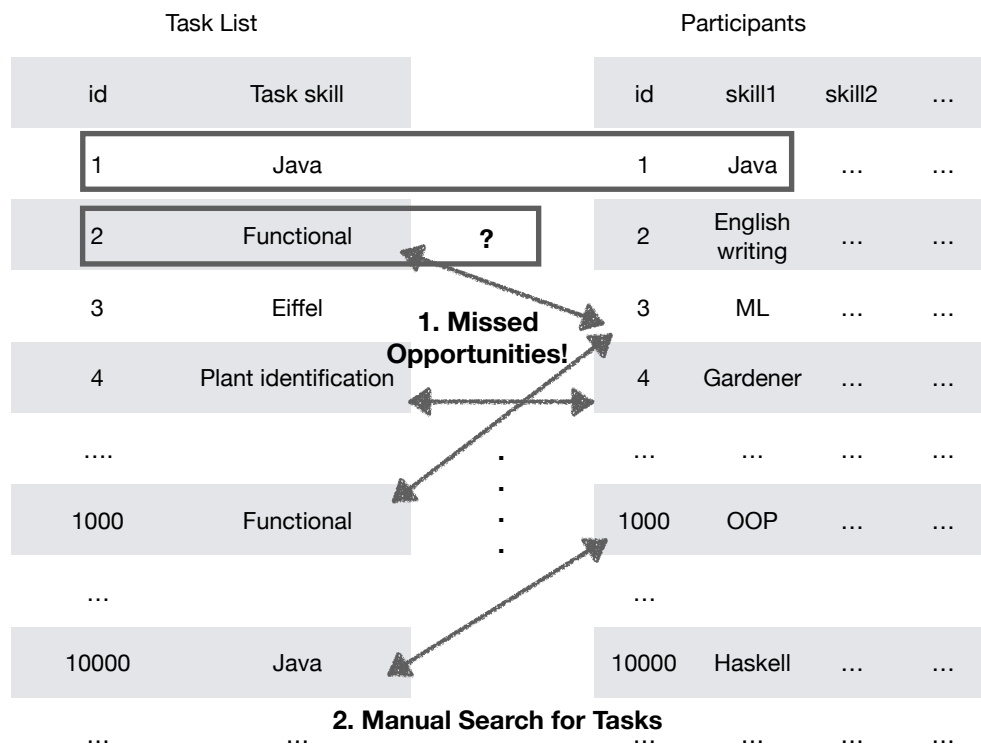 Task List Participants
id Task skill id skill1 skill2 …
1 Java 1 Java … …
2 Functional ? 2 English writing … …
3 Eiffel 3 ML … …
1. Missed
Opportunities!
4 Plant identification 4 Gardener … …
…. … … … …
.
.
.
.
1000 Functional 1000 OOP … …
… …
10000 Java 10000 Haskell … …
2. Manual Search for Tasks
… … … … … …